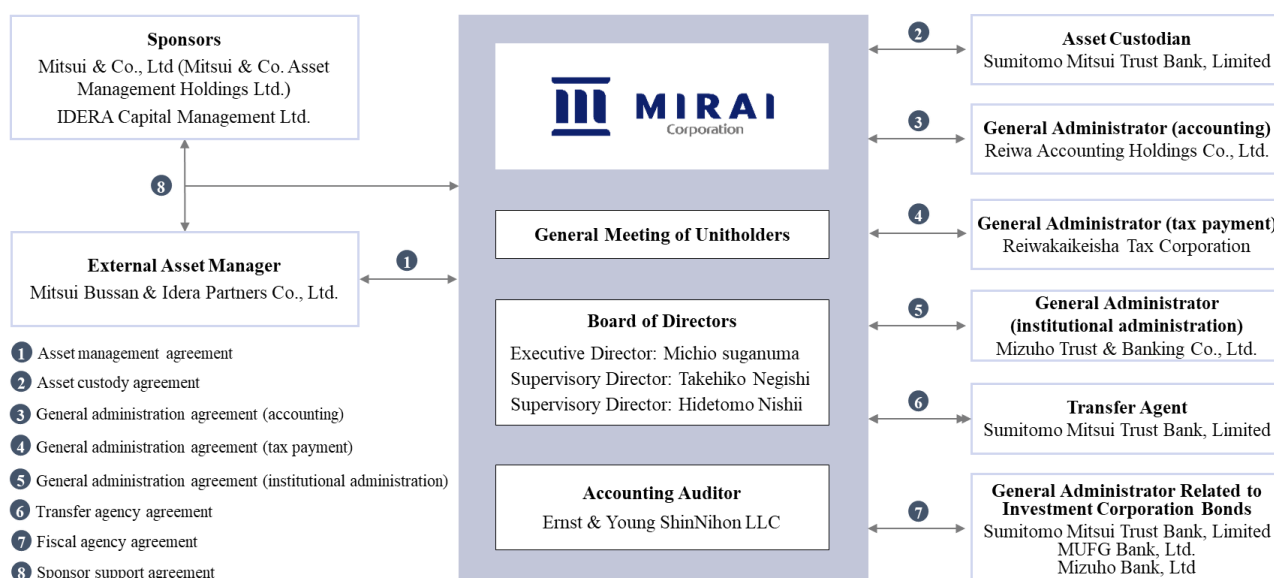 Sponsors
Mitsui & Co., Ltd (Mitsui & Co. Asset
Management Holdings Ltd.)
IDERA Capital Management Ltd.
8
External Asset Manager
Mitsui Bussan & Idera Partners Co., Ltd.
1
1 Asset management agreement
2 Asset custody agreement
3 General administration agreement (accounting)
4 General administration agreement (tax payment)
5 General administration agreement (institutional administration)
6 Transfer agency agreement
7 Fiscal agency agreement
8 Sponsor support agreement
MIRAI
Corporation
General Meeting of Unitholders
Board of Directors
Executive Director: Michio suganuma
Supervisory Director: Takehiko Negishi
Supervisory Director: Hidetomo Nishii
Accounting Auditor
Ernst & Young ShinNihon LLC
2
Asset Custodian
Sumitomo Mitsui Trust Bank, Limited
3
General Administrator (accounting)
Reiwa Accounting Holdings Co., Ltd.
4
General Administrator (tax payment)
Reiwakaikeisha Tax Corporation
5
General Administrator
(institutional administration)
Mizuho Trust & Banking Co., Ltd.
6
Transfer Agent
Sumitomo Mitsui Trust Bank, Limited
7
General Administrator Related to
Investment Corporation Bonds
Sumitomo Mitsui Trust Bank, Limited
MUFG Bank, Ltd.
Mizuho Bank, Ltd